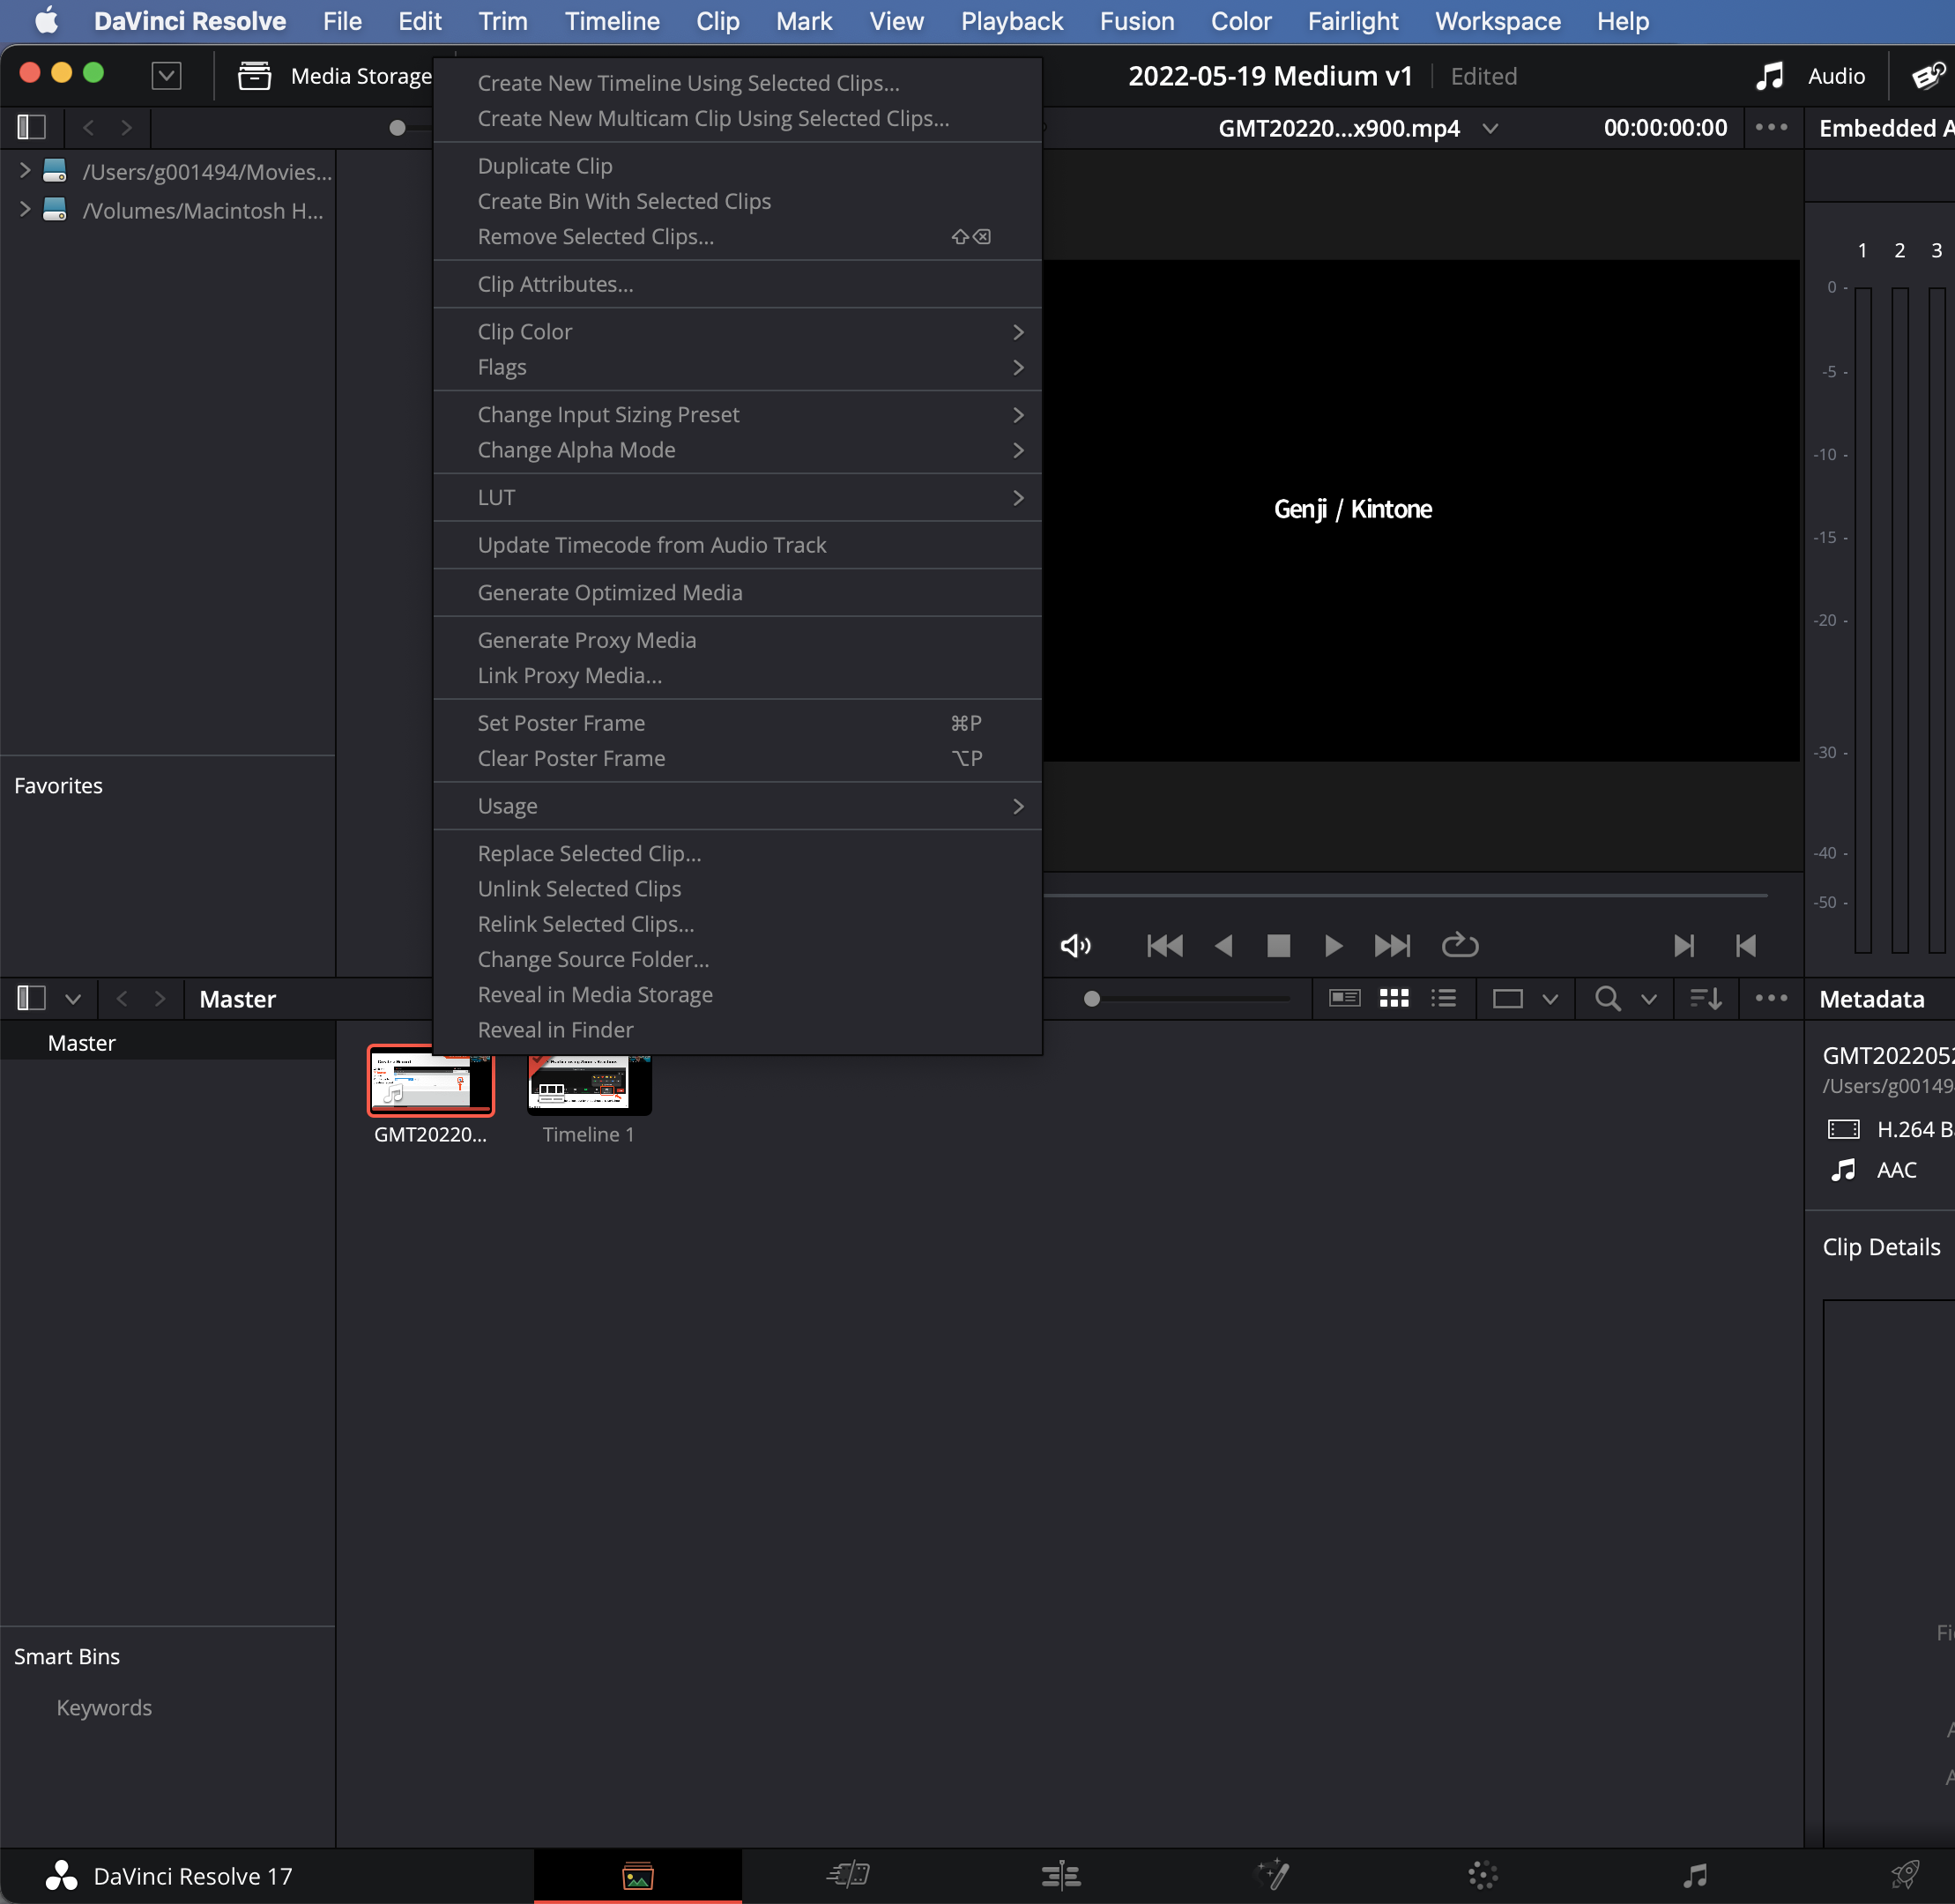 DaVinci Resolve File Edit Trim Timeline Clip Mark View Playback Fusion Color Fairlight Workspace Help
Media Storage
2022-05-19 Medium v1 Edited
Audio
GMT20220...x900.mp4
00:00:00:00
Embedded A
/Users/g001494/Movies...
/Volumes/Macintosh H...
Favorites
Create New Timeline Using Selected Clips...
Create New Multicam Clip Using Selected Clips...
Duplicate Clip
Create Bin With Selected Clips
Remove Selected Clips... ⇧⌫
Clip Attributes...
Clip Color
Flags
Change Input Sizing Preset
Change Alpha Mode
LUT
Update Timecode from Audio Track
Generate Optimized Media
Generate Proxy Media
Link Proxy Media...
Set Poster Frame ⌘P
Clear Poster Frame ⌥P
Usage
Replace Selected Clip...
Unlink Selected Clips
Relink Selected Clips...
Change Source Folder...
Reveal in Media Storage
Reveal in Finder
Genji / Kintone
1 2 3
0 -
-5 -
-10 -
-15 -
-20 -
-30 -
-40 -
-50 -
Master
Master
GMT20220...
Timeline 1
Smart Bins
Keywords
Metadata
GMT2022052
/Users/g00149
H.264 B
AAC
Clip Details
Fi
A
A
DaVinci Resolve 17